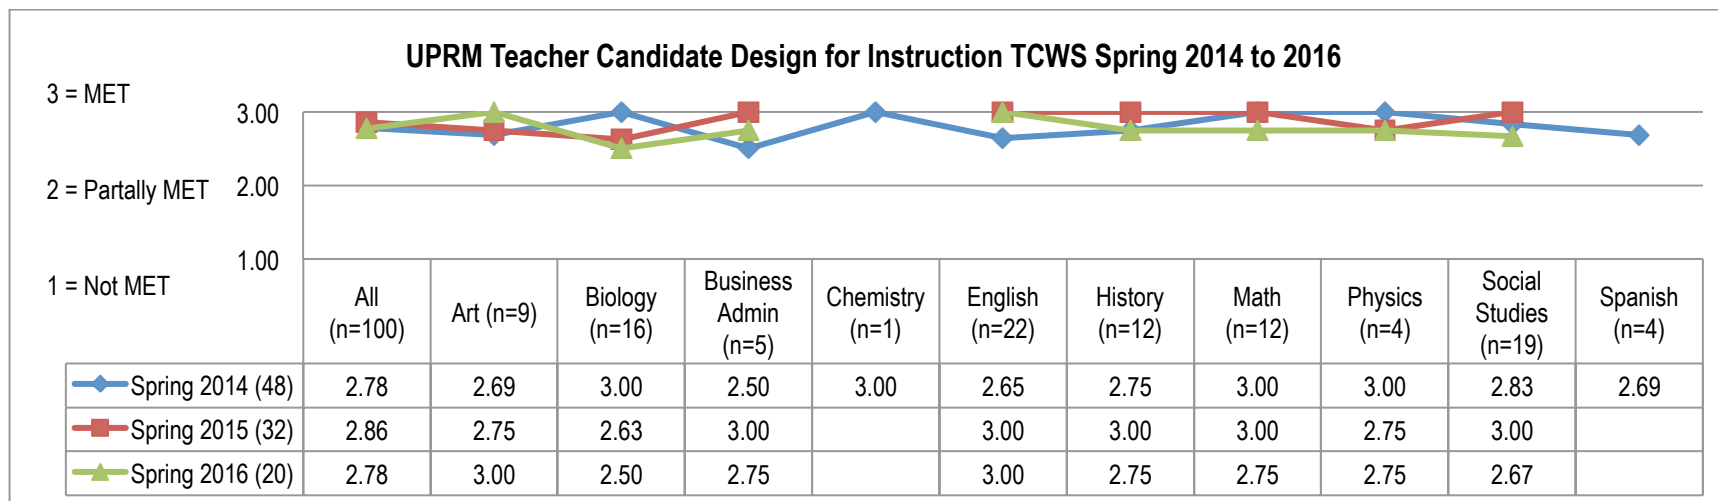 UPRM Teacher Candidate Design for Instruction TCWS Spring 2014 to 2016
3 = MET
2 = Partally MET
1 = Not MET
3.00
2.00
1.00
All (n=100) Art (n=9) Biology (n=16) Business Admin (n=5) Chemistry (n=1) English (n=22) History (n=12) Math (n=12) Physics (n=4) Social Studies (n=19) Spanish (n=4)
Spring 2014 (48) 2.78 2.69 3.00 2.50 3.00 2.65 2.75 3.00 3.00 2.83 2.69
Spring 2015 (32) 2.86 2.75 2.63 3.00 3.00 3.00 3.00 2.75 3.00
Spring 2016 (20) 2.78 3.00 2.50 2.75 3.00 2.75 2.75 2.75 2.67